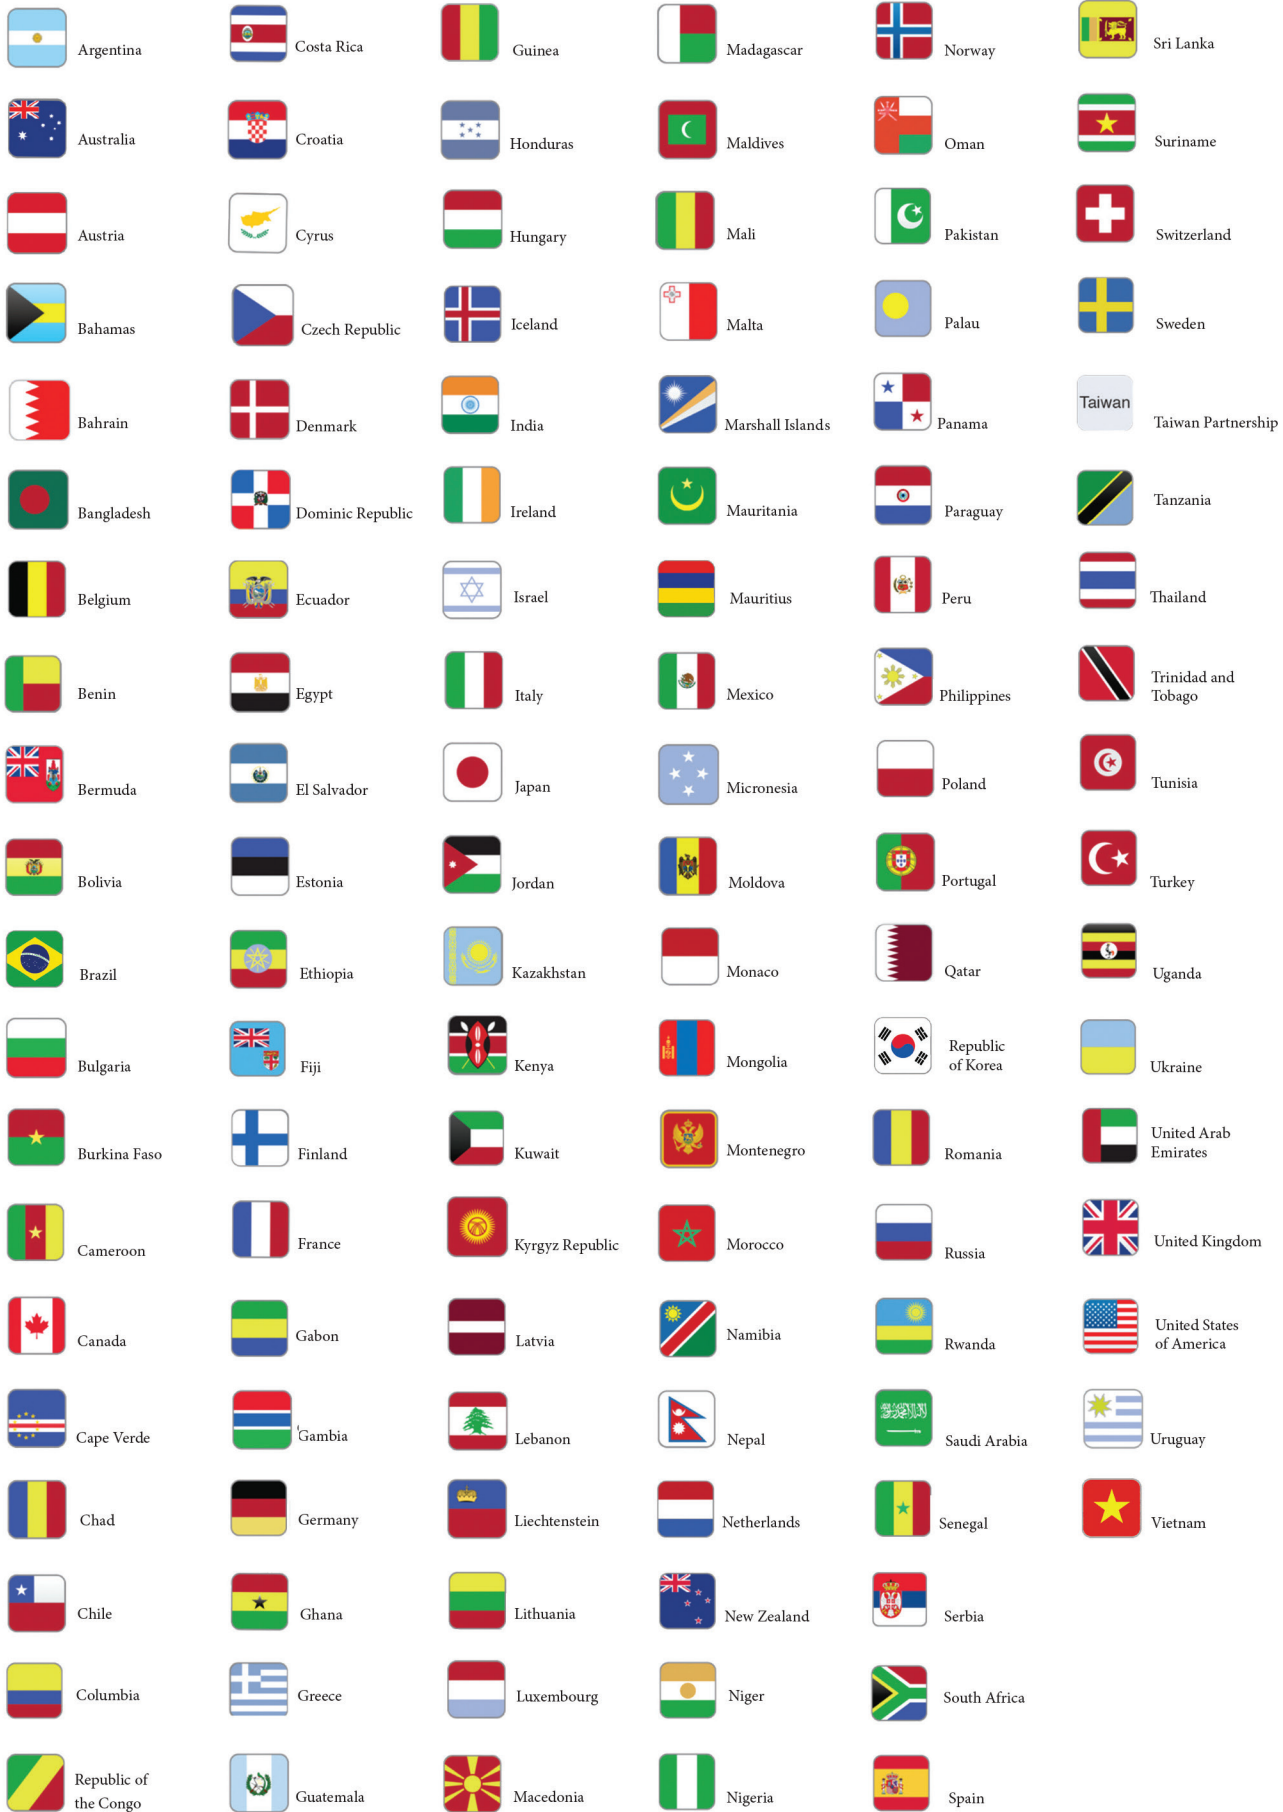 Argentina
Australia
Austria
Bahamas
Bahrain
Bangladesh
Belgium
Benin
Bermuda
Bolivia
Brazil
Bulgaria
Burkina Faso
Cameroon
Canada
Cape Verde
Chad
Chile
Columbia
Republic of
the Congo
Costa Rica
Croatia
Cyrus
Czech Republic
Denmark
Dominic Republic
Ecuador
Egypt
El Salvador
Estonia
Ethiopia
Fiji
Finland
France
Gabon
Gambia
Germany
Ghana
Greece
Guatemala
Guinea
Honduras
Hungary
Iceland
India
Ireland
Israel
Italy
Japan
Jordan
Kazakhstan
Kenya
Kuwait
Kyrgyz Republic
Latvia
Lebanon
Liechtenstein
Lithuania
Luxembourg
Macedonia
Madagascar
Maldives
Mali
Malta
Marshall Islands
Mauritania
Mauritius
Mexico
Micronesia
Moldova
Monaco
Mongolia
Montenegro
Morocco
Namibia
Nepal
Netherlands
New Zealand
Niger
Nigeria
Norway
Oman
Pakistan
Palau
Panama
Paraguay
Peru
Philippines
Poland
Portugal
Qatar
Republic
of Korea
Romania
Russia
Rwanda
Saudi Arabia
Senegal
Serbia
South Africa
Spain
Sri Lanka
Suriname
Switzerland
Sweden
Taiwan
Taiwan Partnership
Tanzania
Thailand
Trinidad and
Tobago
Tunisia
Turkey
Uganda
Ukraine
United Arab
Emirates
United Kingdom
United States
of America
Uruguay
Vietnam